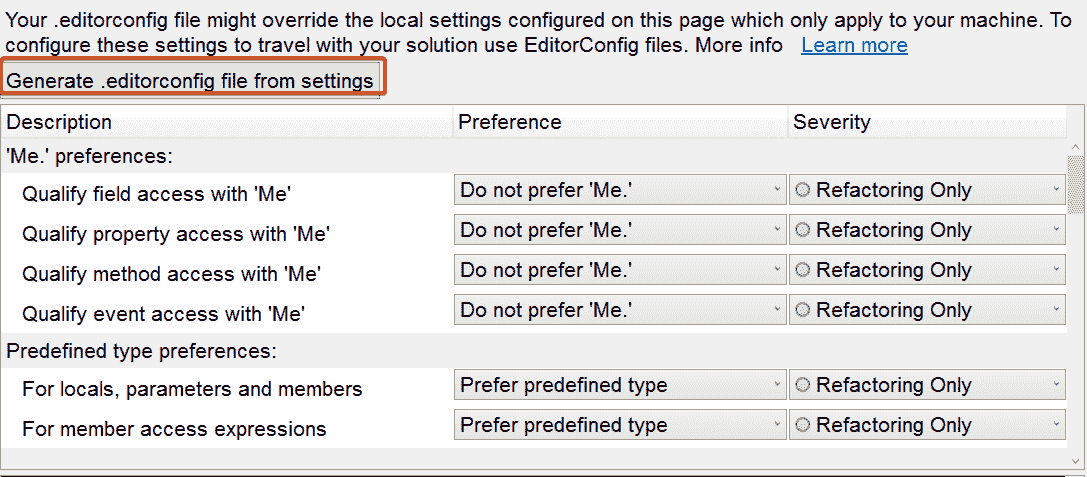 Your .editorconfig file might override the local settings configured on this page which only apply to your machine. To
configure these settings to travel with your solution use EditorConfig files. More info Learn more
Generate .editorconfig file from settings
Description Preference Severity
'Me.' preferences:
Qualify field access with 'Me' Do not prefer 'Me.' Refactoring Only
Qualify property access with 'Me' Do not prefer 'Me.' Refactoring Only
Qualify method access with 'Me' Do not prefer 'Me.' Refactoring Only
Qualify event access with 'Me' Do not prefer 'Me.' Refactoring Only
Predefined type preferences:
For locals, parameters and members Prefer predefined type Refactoring Only
For member access expressions Prefer predefined type Refactoring Only